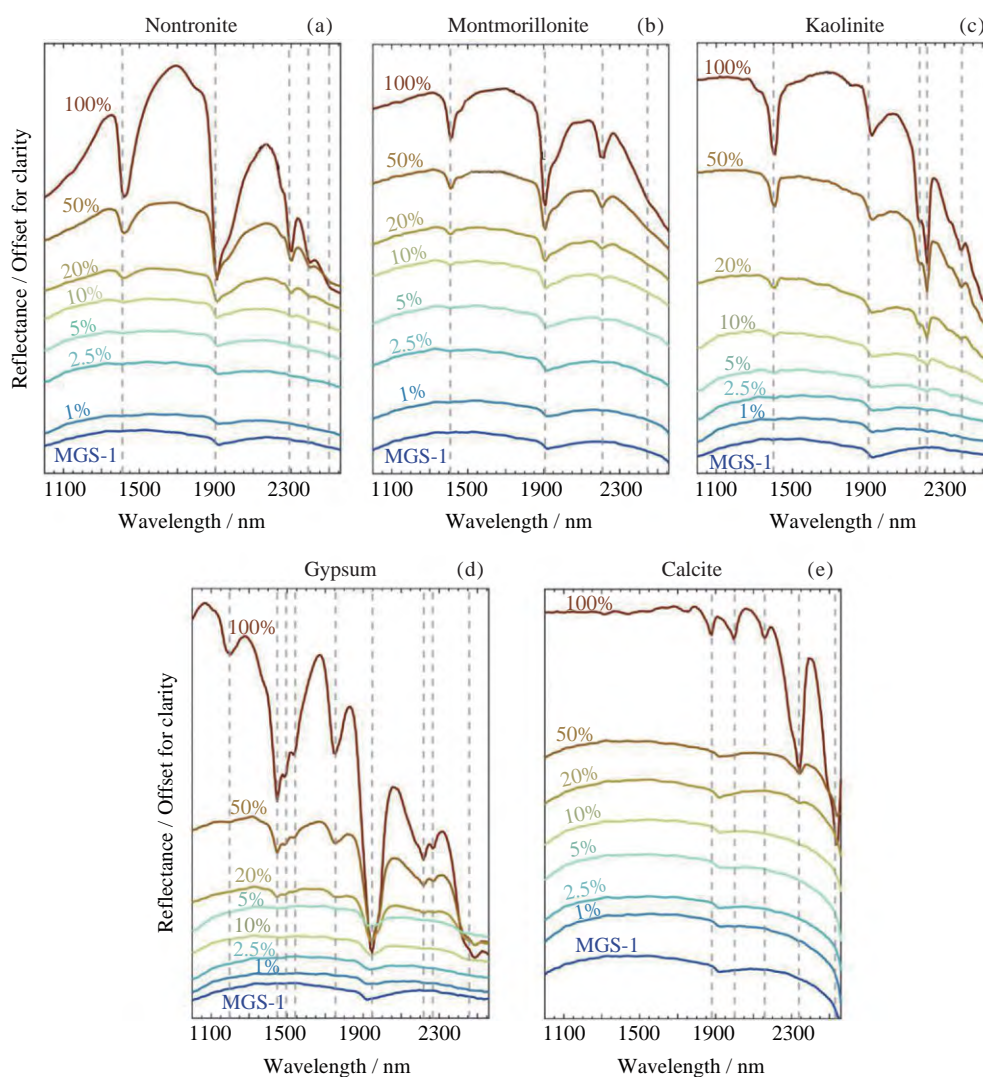 Nontronite (a)
100%
50%
20%
10%
5%
2.5%
1%
MGS-1
1100 1500 1900 2300
Wavelength / nm
Reflectance / Offset for clarity
Montmorillonite (b)
100%
50%
20%
10%
5%
2.5%
1%
MGS-1
1100 1500 1900 2300
Wavelength / nm
Kaolinite (c)
100%
50%
20%
10%
5%
2.5%
1%
MGS-1
1100 1500 1900 2300
Wavelength / nm
Gypsum (d)
100%
50%
20%
5%
10%
2.5%
1%
MGS-1
1100 1500 1900 2300
Wavelength / nm
Reflectance / Offset for clarity
Calcite (e)
100%
50%
20%
10%
5%
2.5%
1%
MGS-1
1100 1500 1900 2300
Wavelength / nm